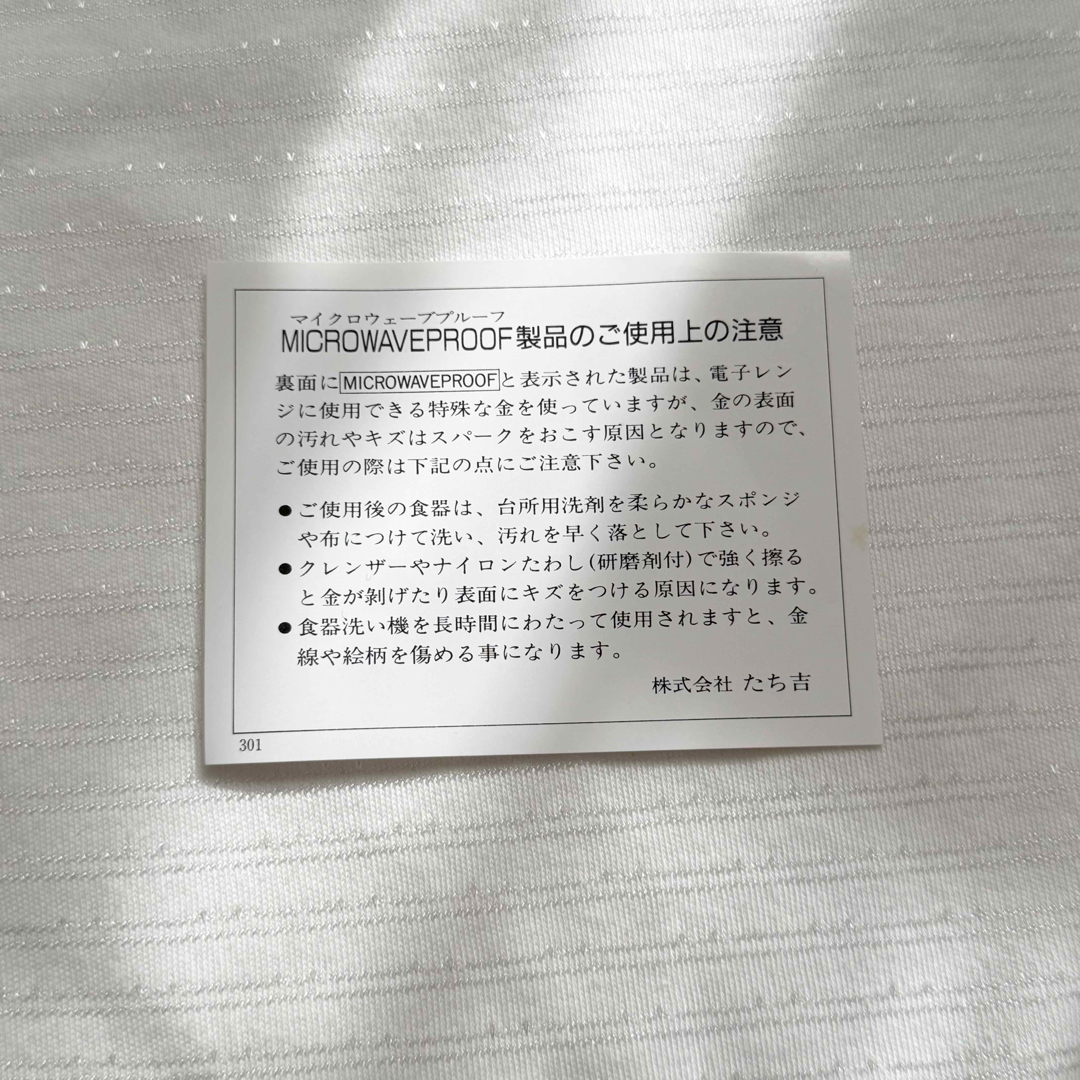 マイクロウェーブプルーフ
MICROWAVEPROOF製品のご使用上の注意
裏面にMICROWAVEPROOFと表示された製品は、電子レン
ジに使用できる特殊な金を使っていますが、金の表面
の汚れやキズはスパークをおこす原因となりますので、
ご使用の際は下記の点にご注意下さい。
●ご使用後の食器は、台所用洗剤を柔らかなスポンジ
や布につけて洗い、汚れを早く落として下さい。
●クレンザーやナイロンたわし(研磨剤付)で強く擦る
と金が剝げたり表面にキズをつける原因になります。
●食器洗い機を長時間にわたって使用されますと、金
線や絵柄を傷める事になります。
株式会社 たち吉
301